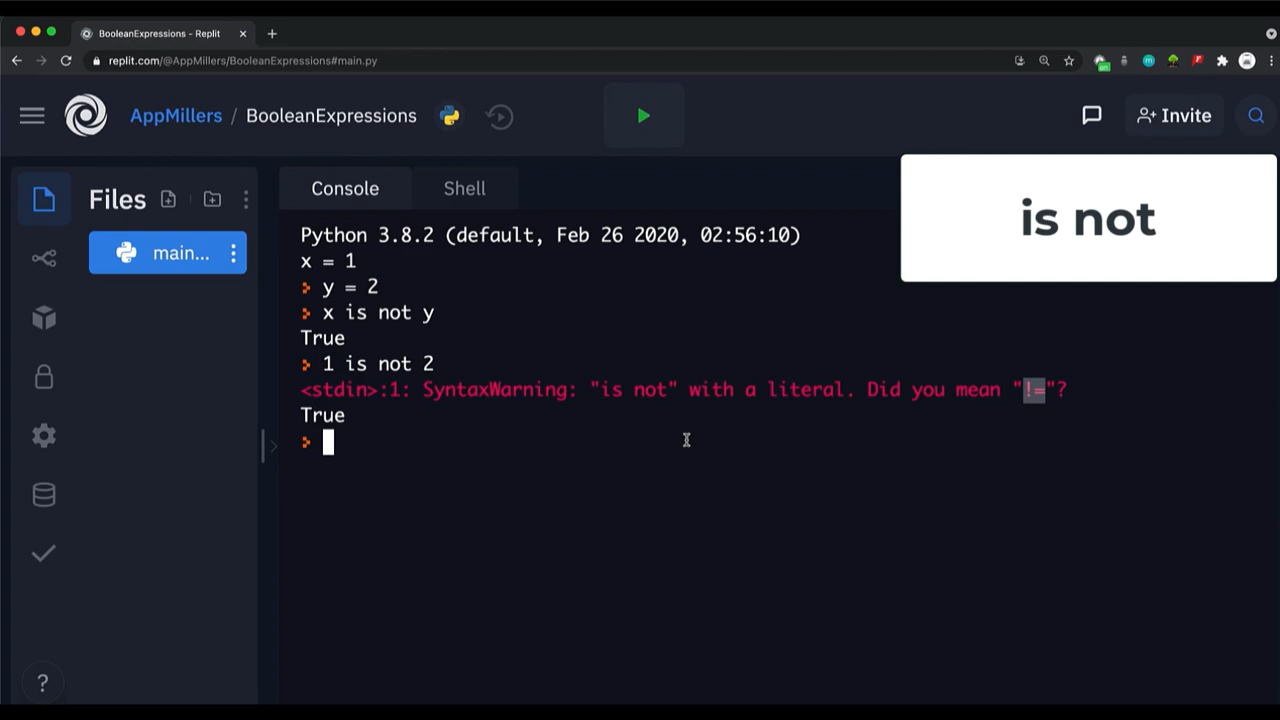 BooleanExpressions - Replit
replit.com/@AppMillers/BooleanExpressions#main.py
AppMillers / BooleanExpressions
Invite
Files
main...
Console
Shell
is not
Python 3.8.2 (default, Feb 26 2020, 02:56:10)
x = 1
y = 2
x is not y
True
1 is not 2
<stdin>:1: SyntaxWarning: "is not" with a literal. Did you mean "!="?
True
?